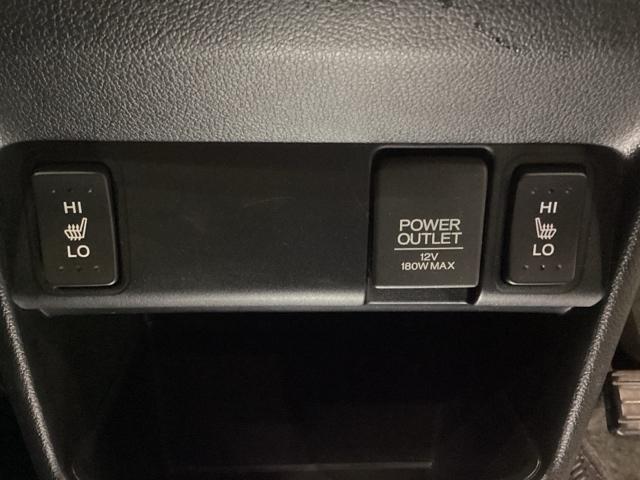 HI
LO
POWER
OUTLET
12V
180W MAX
HI
LO